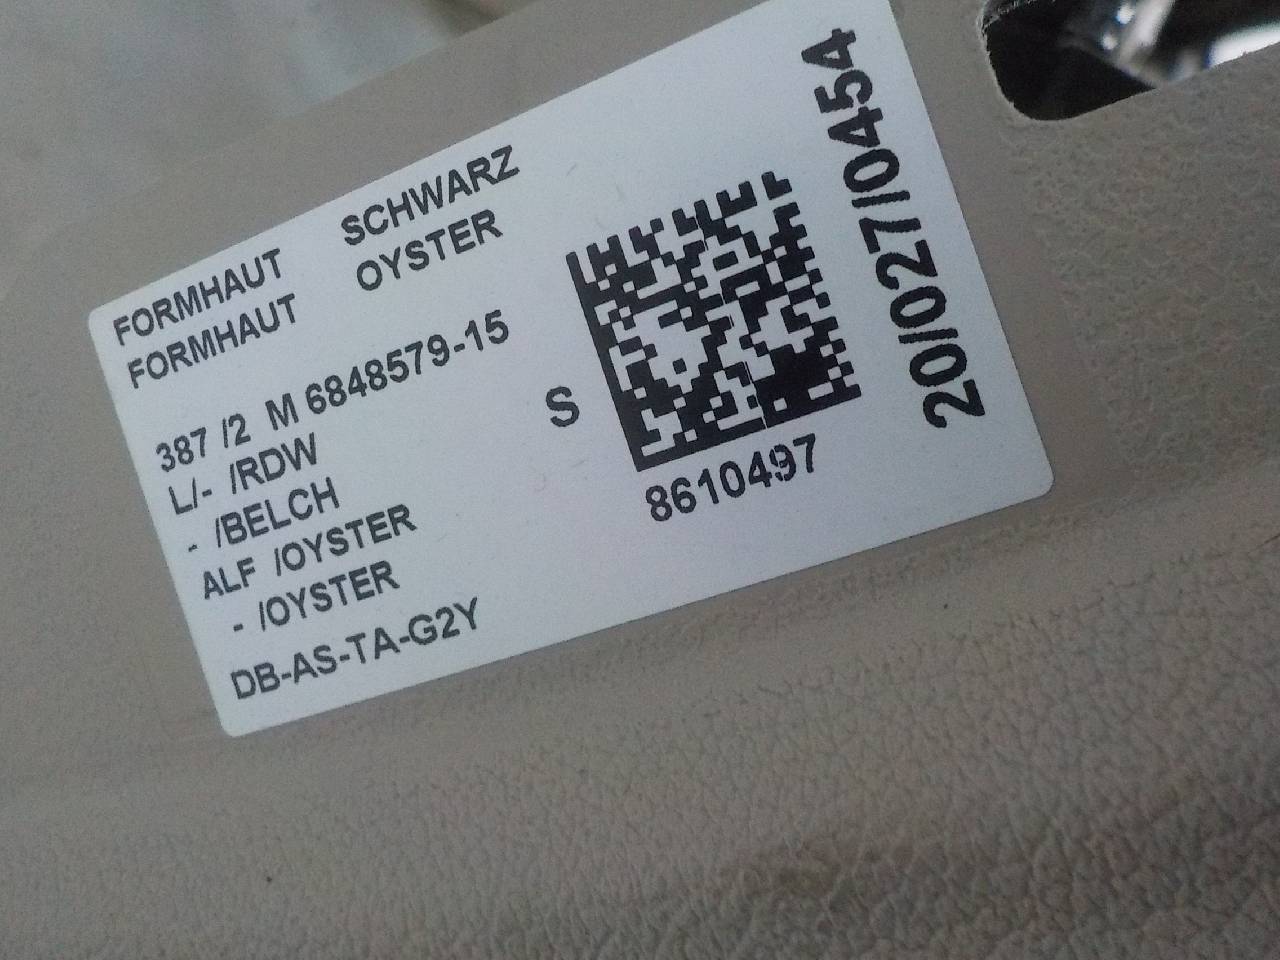 FORMHAUT SCHWARZ
FORMHAUT OYSTER
387 /2 M 6848579-15
L/- /RDW
- /BELCH
ALF /OYSTER
- /OYSTER
DB-AS-TA-G2Y
S
8610497
20/027/0454